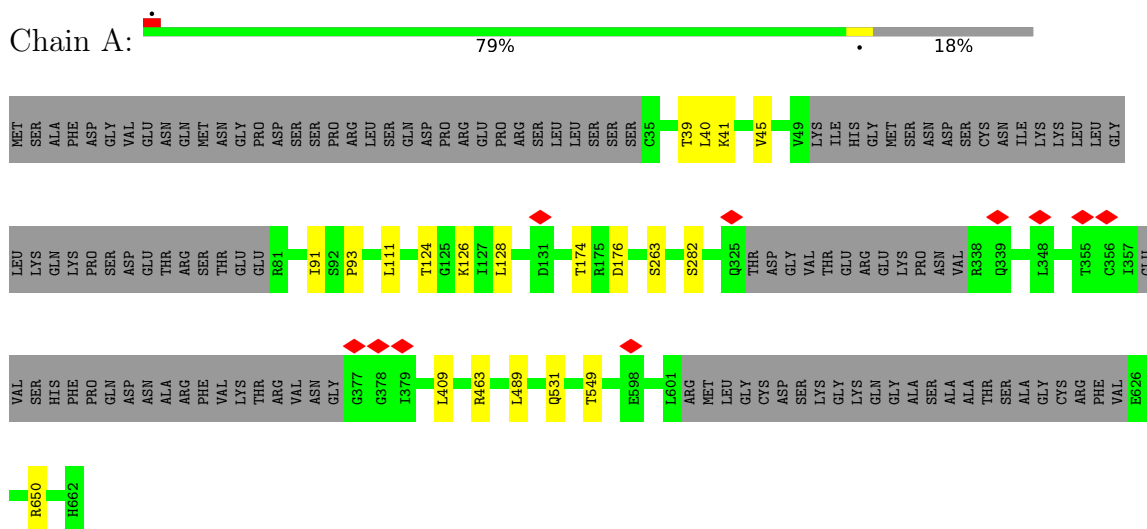 Chain A:
79% 18%
MET SER ALA PHE ASP GLY VAL GLU ASN GLN MET ASN GLY PRO ASP SER SER PRO ARG LEU SER GLN ASP PRO ARG GLU PRO ARG SER LEU LEU SER SER SER C35 T39 L40 K41 V45 V49 LYS ILE HIS GLY MET SER ASN ASP SER CYS ASN ILE LYS LYS LEU LEU GLY
LEU LYS GLN LYS PRO SER ASP GLU THR ARG SER THR GLU GLU R81 I91 S92 P93 L111 T124 G125 K126 I127 L128 D131 T174 R175 D176 S263 S282 Q325 THR ASP GLY VAL THR GLU ARG GLU LYS PRO ASN VAL R338 Q339 L348 T355 C356 I357 GLU
VAL SER HIS PHE PRO GLN ASP ASN ALA ARG PHE VAL LYS THR ARG VAL ASN GLY G377 G378 I379 L409 R463 L489 Q531 T549 E598 L601 ARG MET LEU GLY CYS ASP SER LYS GLY LYS GLN GLY ALA SER ALA ALA THR SER ALA GLY CYS ARG PHE VAL E626
R650 H662